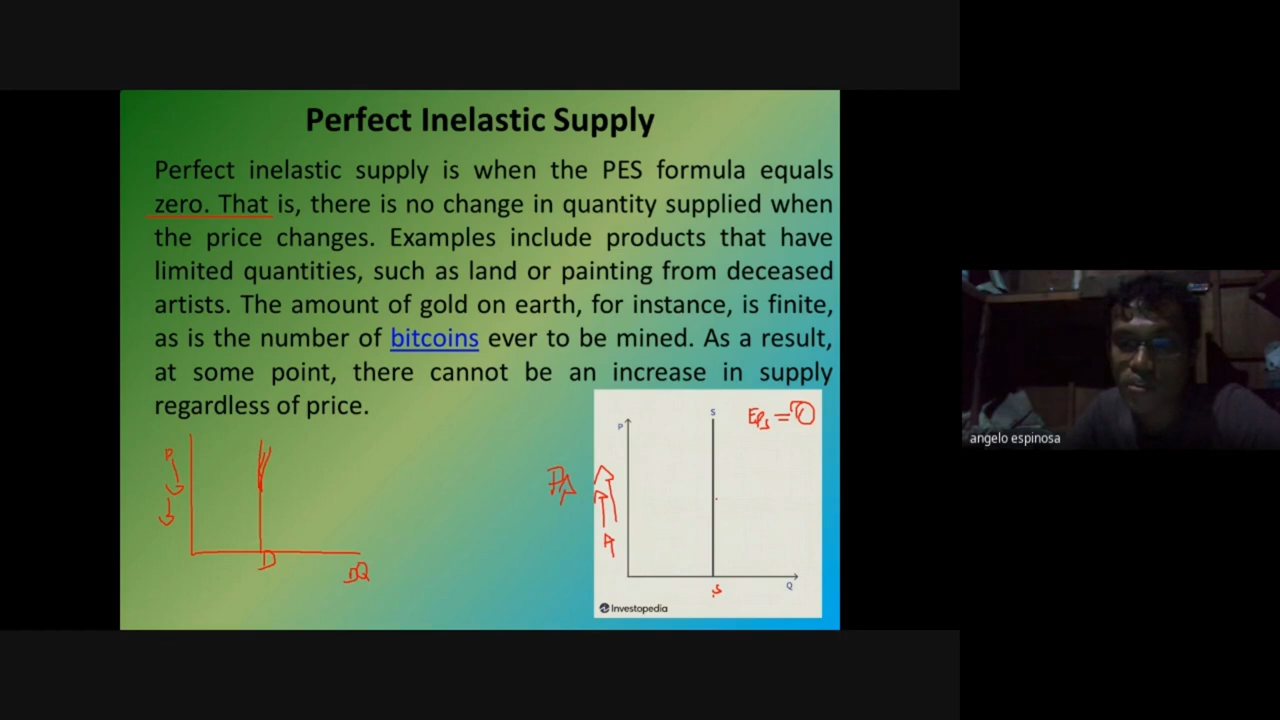 Perfect Inelastic Supply
Perfect inelastic supply is when the PES formula equals
zero. That is, there is no change in quantity supplied when
the price changes. Examples include products that have
limited quantities, such as land or painting from deceased
artists. The amount of gold on earth, for instance, is finite,
as is the number of bitcoins ever to be mined. As a result,
at some point, there cannot be an increase in supply
regardless of price.
S
P
P
D
DQ
S
Q
Investopedia
angelo espinosa